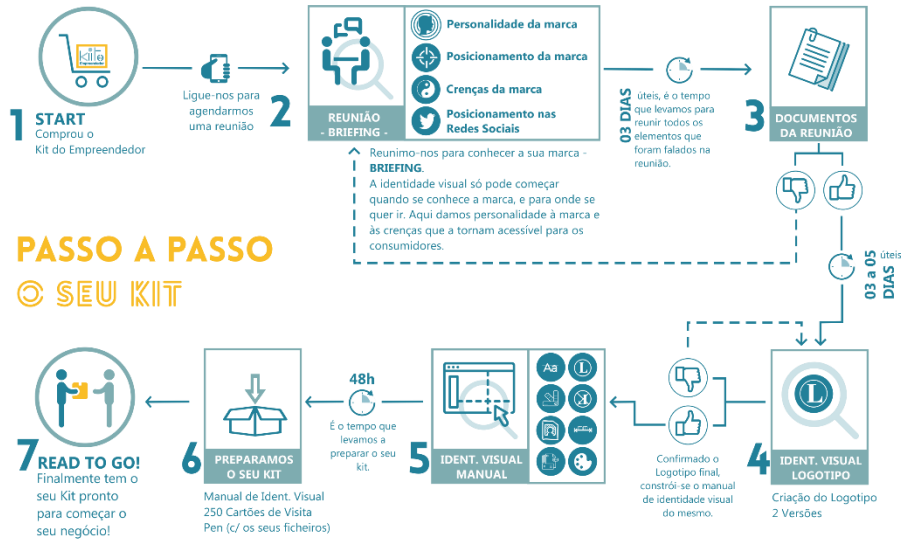 Kit
1 START
Comprou o
Kit do Empreendedor
Ligue-nos para
agendarmos
uma reunião
2
REUNIÃO
- BRIEFING -
Personalidade da marca
Posicionamento da marca
Crenças da marca
Posicionamento nas
Redes Sociais
Reunimo-nos para conhecer a sua marca -
BRIEFING.
A identidade visual só pode começar
quando se conhece a marca, e para onde se
quer ir. Aqui damos personalidade à marca e
às crenças que a tornam acessível para os
consumidores.
03 DIAS
úteis, é o tempo
que levamos para
reunir todos os
elementos que
foram falados na
reunião.
3
DOCUMENTOS
DA REUNIÃO
03 a 05
DIAS
úteis
PASSO A PASSO
O SEU KIT
L
4
IDENT. VISUAL
LOGOTIPO
Criação do Logotipo
2 Versões
Confirmado o
Logotipo final,
constrói-se o manual
de identidade visual
do mesmo.
Aa
L
5
IDENT. VISUAL
MANUAL
48h
É o tempo que
levamos a
preparar o seu
kit.
6
PREPARAMOS
O SEU KIT
Manual de Ident. Visual
250 Cartões de Visita
Pen (c/ os seus ficheiros)
7 READ TO GO!
Finalmente tem o
seu Kit pronto
para começar o
seu negócio!